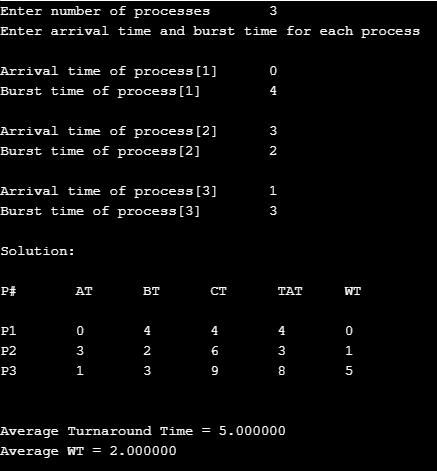 Enter number of processes 3
Enter arrival time and burst time for each process
Arrival time of process[1] 0
Burst time of process[1] 4
Arrival time of process[2] 3
Burst time of process[2] 2
Arrival time of process[3] 1
Burst time of process[3] 3
Solution:
P# AT BT CT TAT WT
P1 0 4 4 4 0
P2 3 2 6 3 1
P3 1 3 9 8 5
Average Turnaround Time = 5.000000
Average WT = 2.000000